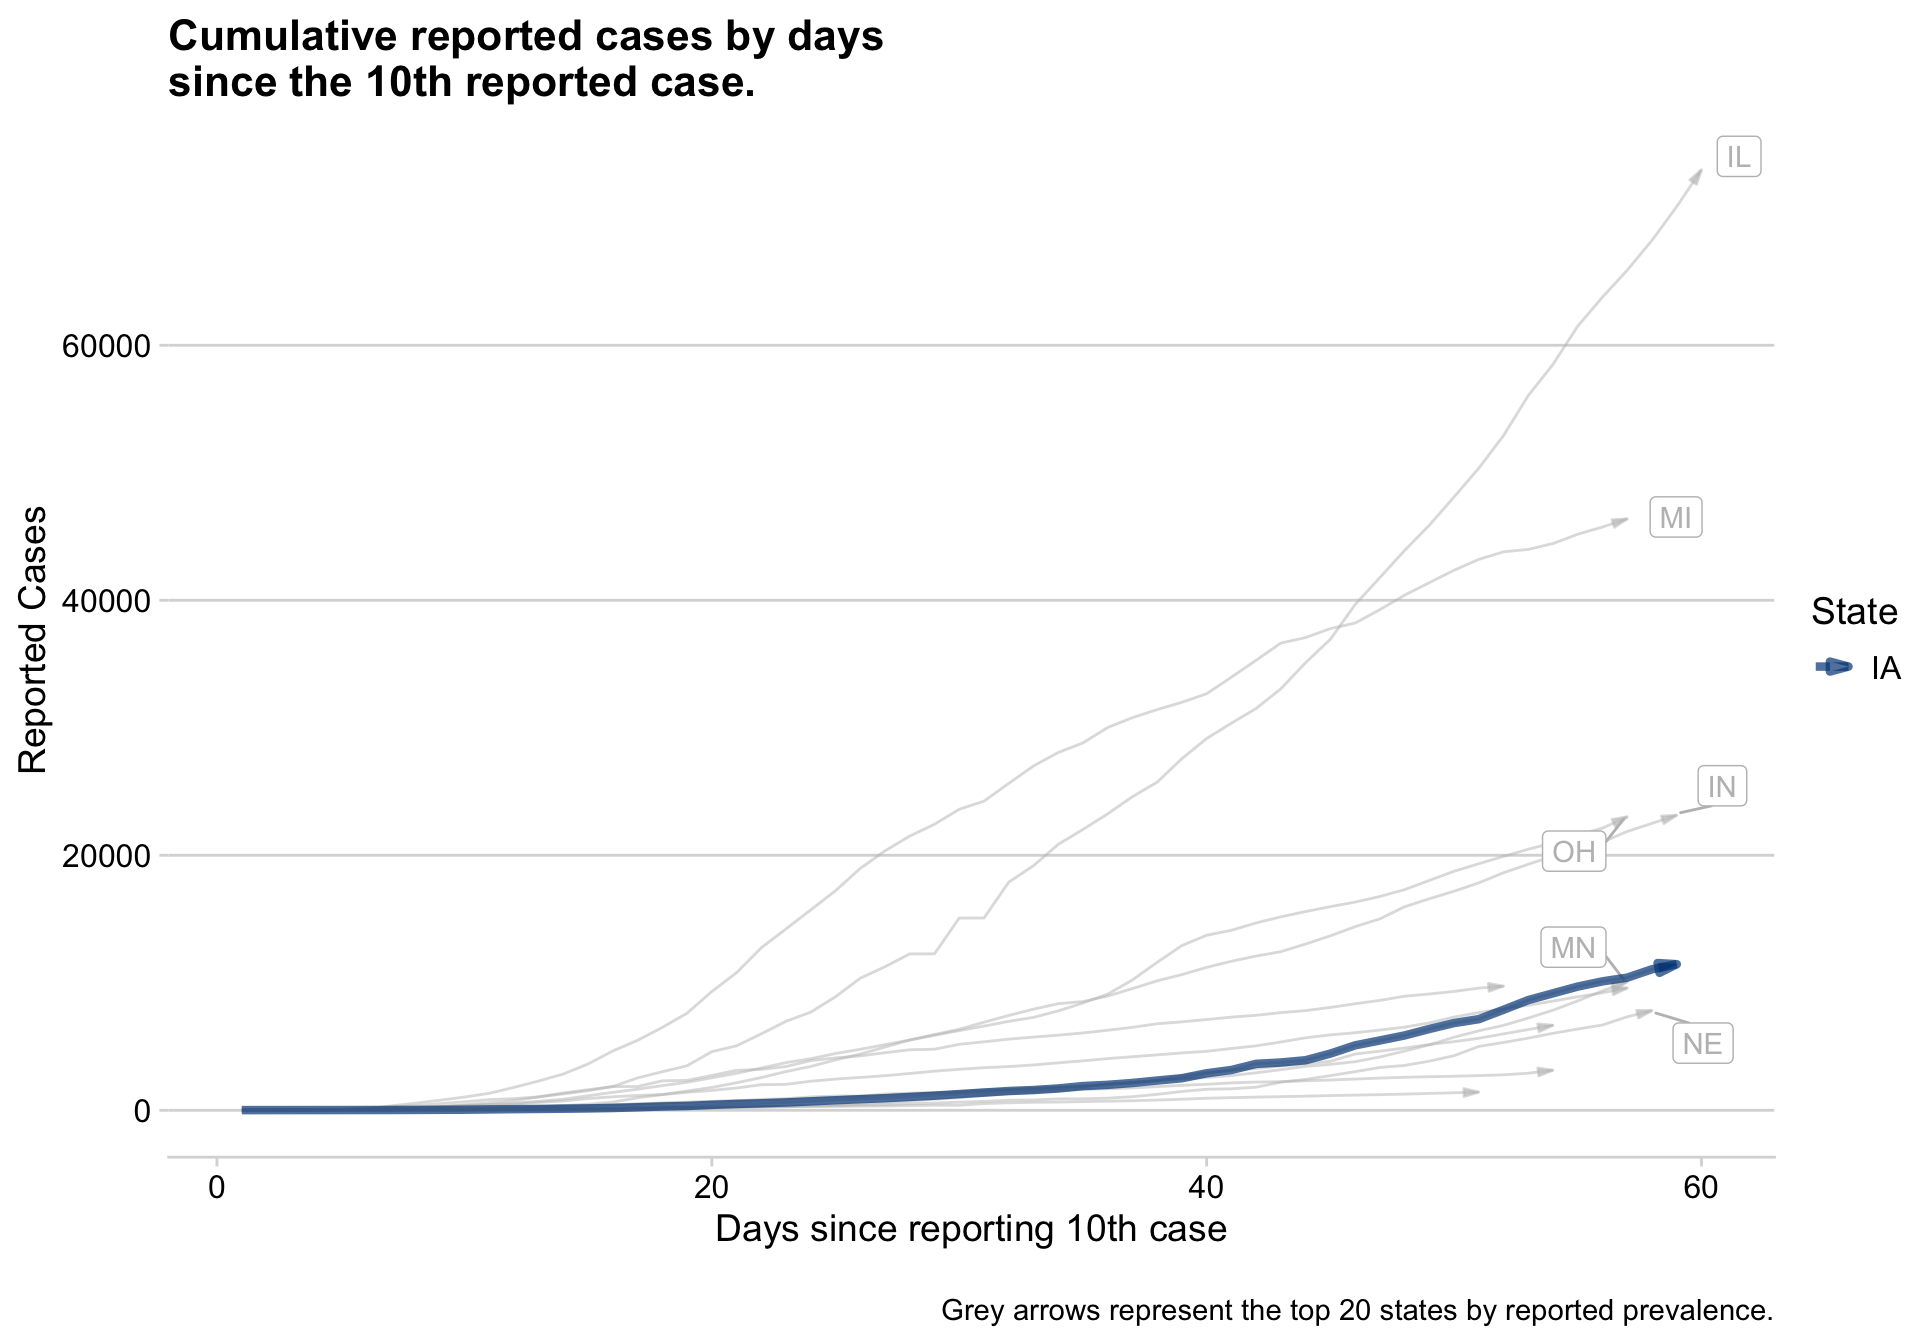 Cumulative reported cases by days
since the 10th reported case.
IL
60000
MI
40000
Reported Cases
State
IA
IN
20000
OH
MN
NE
0
0
20
40
60
Days since reporting 10th case
Grey arrows represent the top 20 states by reported prevalence.